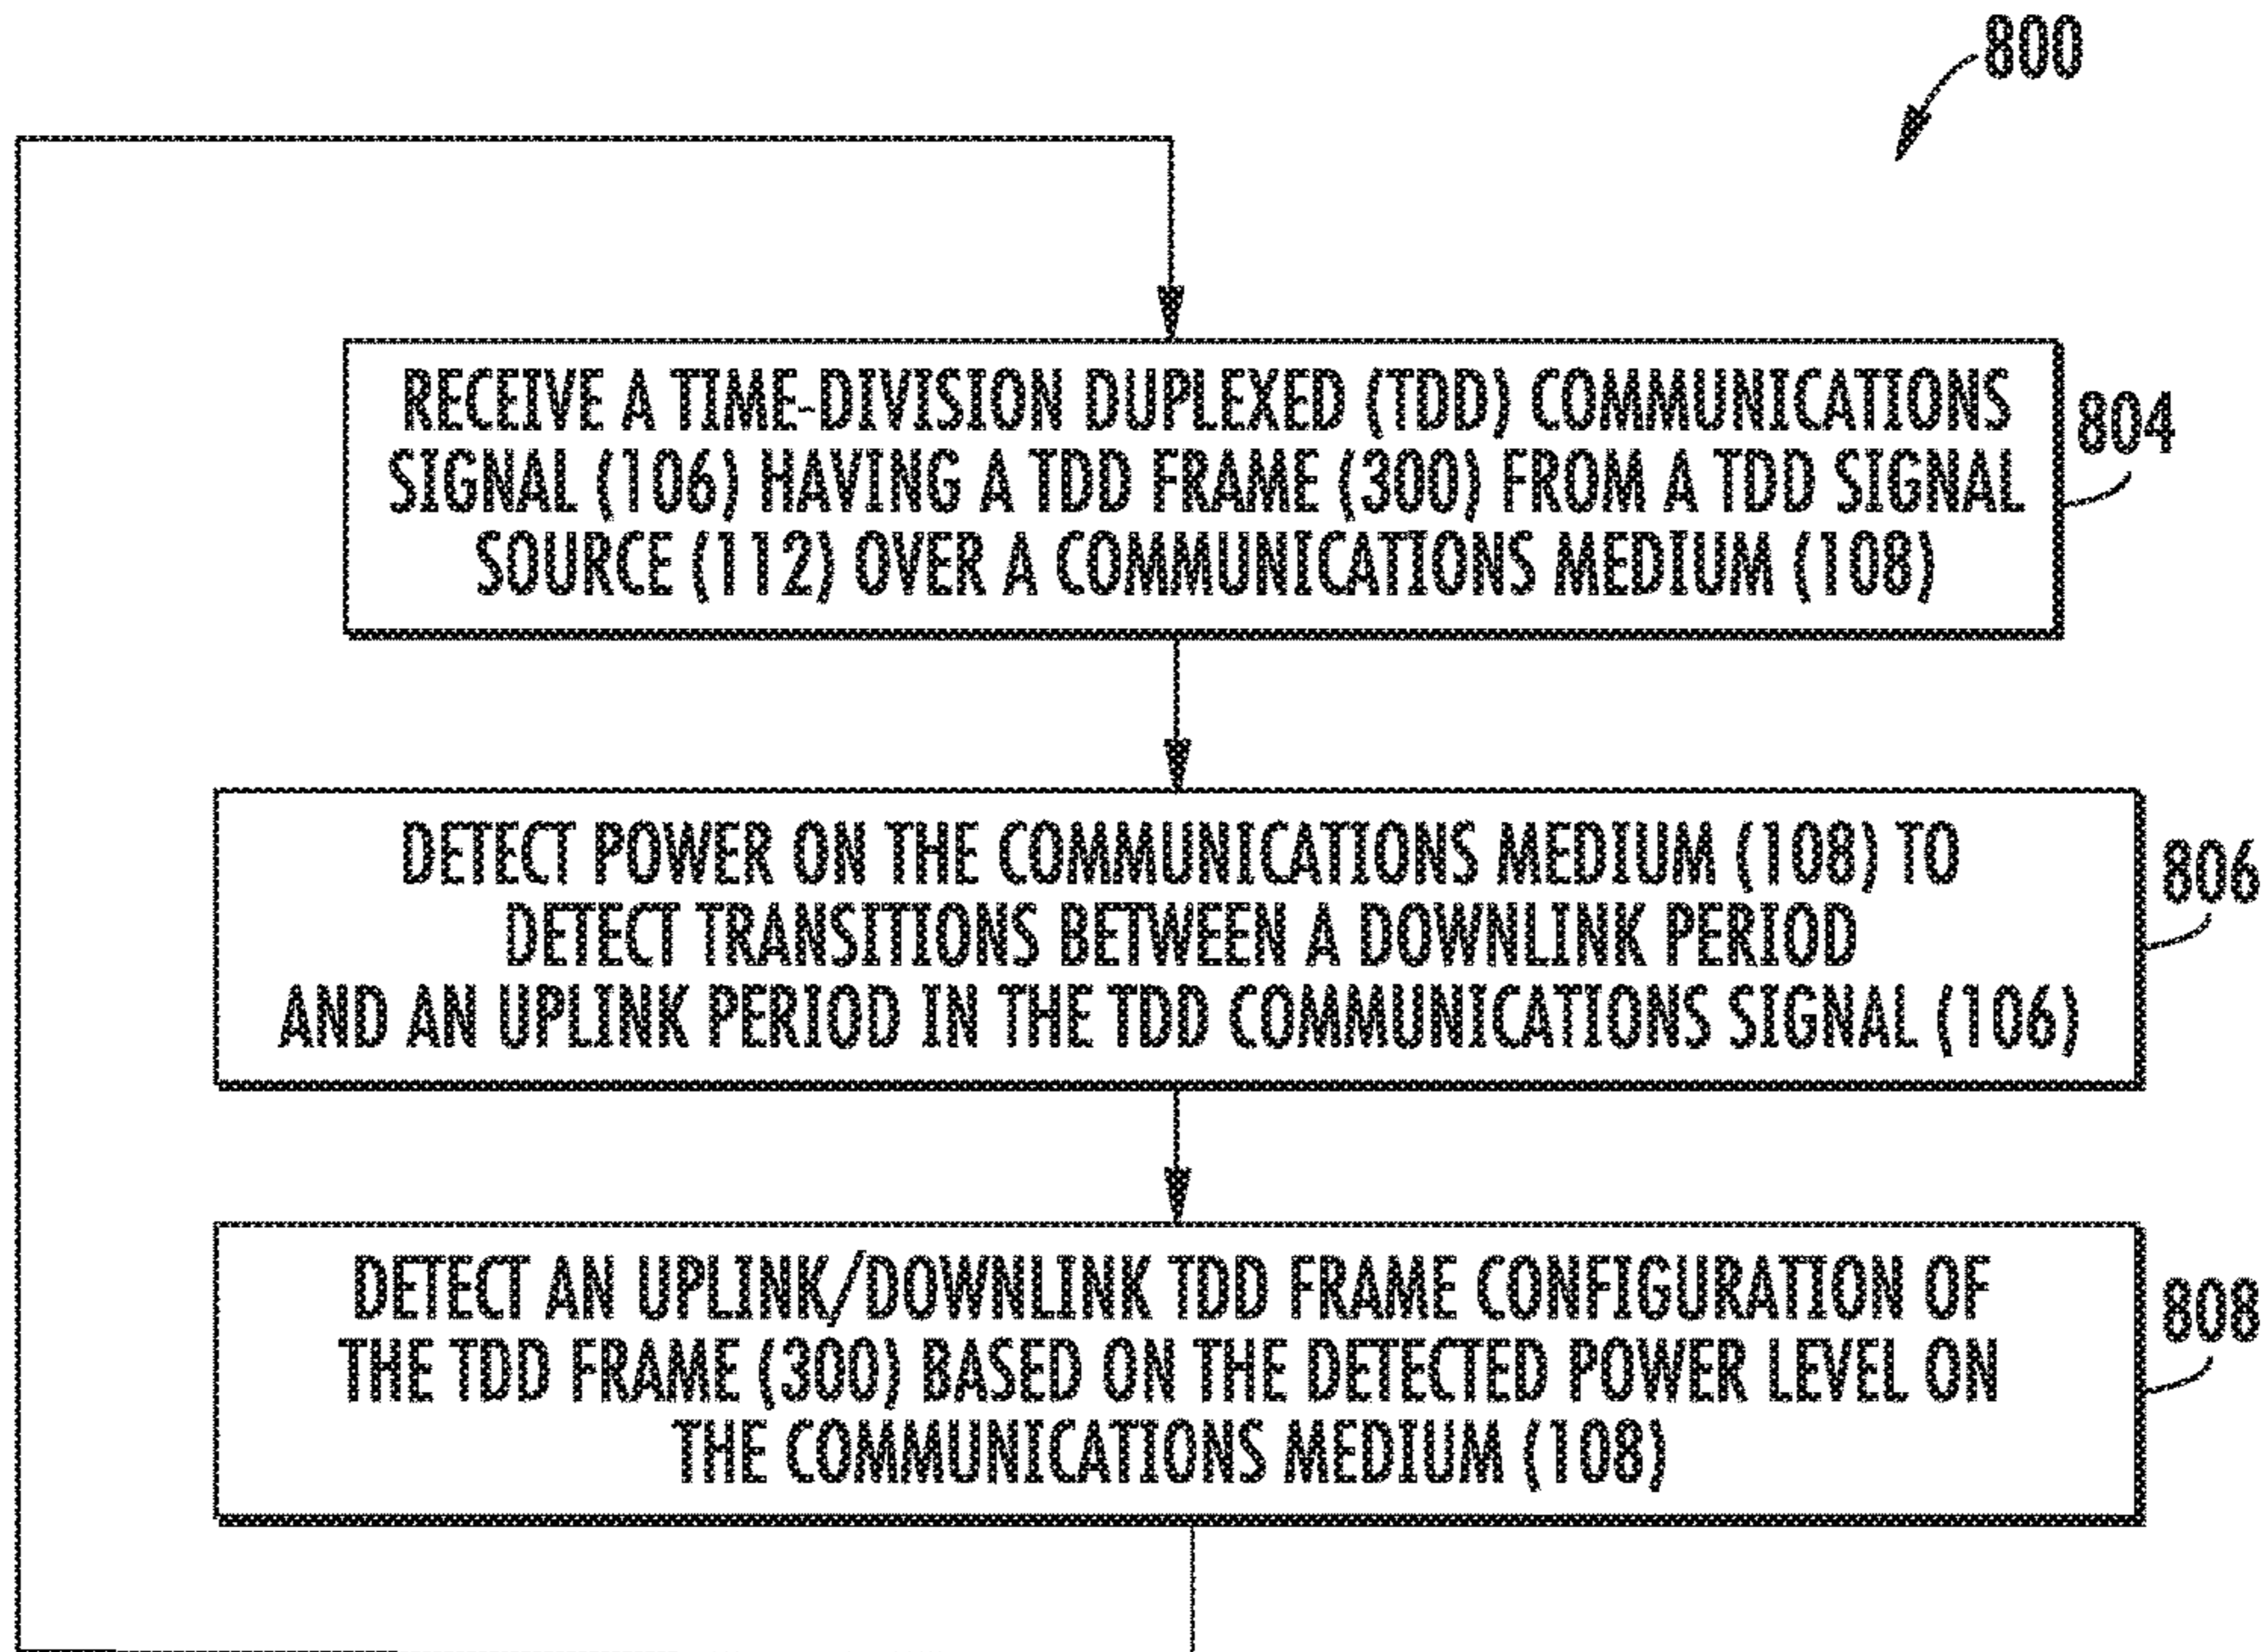 800
RECEIVE A TIME-DIVISION DUPLEXED (TDD) COMMUNICATIONS
SIGNAL (106) HAVING A TDD FRAME (300) FROM A TDD SIGNAL
SOURCE (112) OVER A COMMUNICATIONS MEDIUM (108)
804
DETECT POWER ON THE COMMUNICATIONS MEDIUM (108) TO
DETECT TRANSITIONS BETWEEN A DOWNLINK PERIOD
AND AN UPLINK PERIOD IN THE TDD COMMUNICATIONS SIGNAL (106)
806
DETECT AN UPLINK/DOWNLINK TDD FRAME CONFIGURATION OF
THE TDD FRAME (300) BASED ON THE DETECTED POWER LEVEL ON
THE COMMUNICATIONS MEDIUM (108)
808